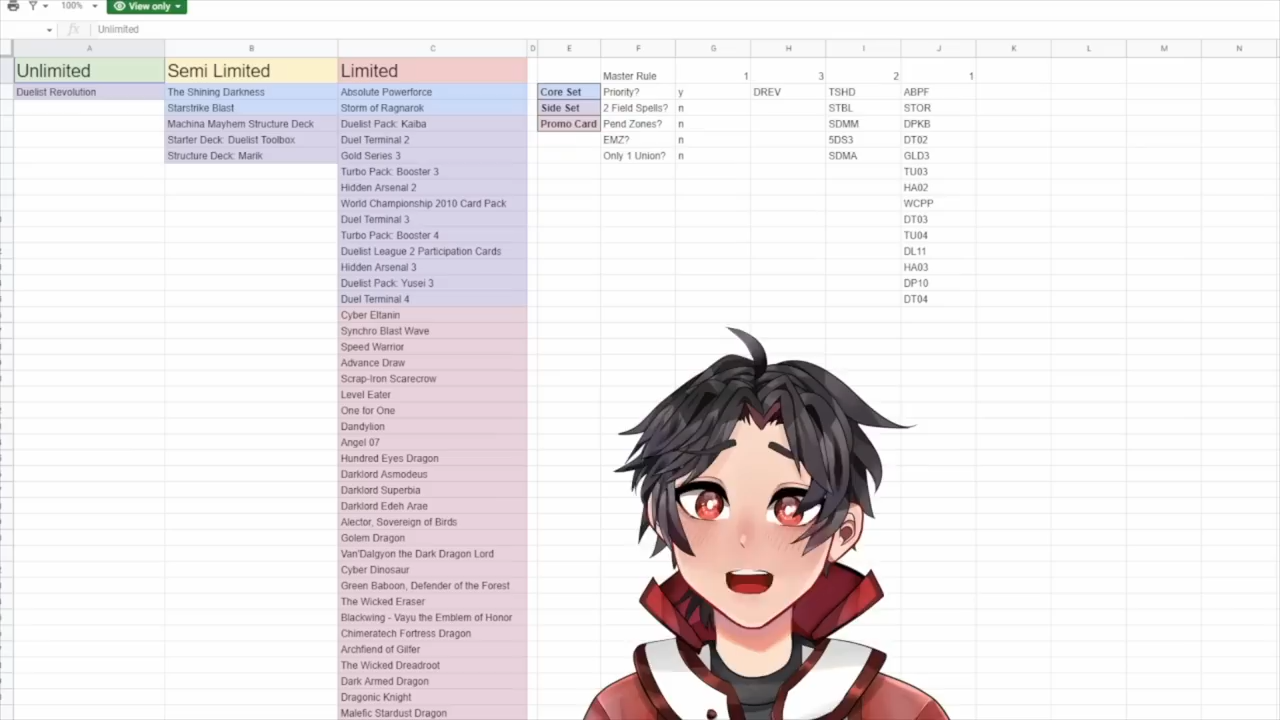 100% View only
fx Unlimited
A B C D E F G H I J K L M N
Unlimited Semi Limited Limited Master Rule 1 3 2 1
Duelist Revolution The Shining Darkness Absolute Powerforce Core Set Priority? y DREV TSHD ABPF
Starstrike Blast Storm of Ragnarok Side Set 2 Field Spells? n STBL STOR
Machina Mayhem Structure Deck Duelist Pack: Kaiba Promo Card Pend Zones? n SDMM DPKB
Starter Deck: Duelist Toolbox Duel Terminal 2 EMZ? n 5DS3 DT02
Structure Deck: Marik Gold Series 3 Only 1 Union? n SDMA GLD3
Turbo Pack: Booster 3 TU03
Hidden Arsenal 2 HA02
World Championship 2010 Card Pack WCPP
Duel Terminal 3 DT03
Turbo Pack: Booster 4 TU04
Duelist League 2 Participation Cards DL11
Hidden Arsenal 3 HA03
Duelist Pack: Yusei 3 DP10
Duel Terminal 4 DT04
Cyber Eltanin
Synchro Blast Wave
Speed Warrior
Advance Draw
Scrap-Iron Scarecrow
Level Eater
One for One
Dandylion
Angel 07
Hundred Eyes Dragon
Darklord Asmodeus
Darklord Superbia
Darklord Edeh Arae
Alector, Sovereign of Birds
Golem Dragon
Van'Dalgyon the Dark Dragon Lord
Cyber Dinosaur
Green Baboon, Defender of the Forest
The Wicked Eraser
Blackwing - Vayu the Emblem of Honor
Chimeratech Fortress Dragon
Archfiend of Gilfer
The Wicked Dreadroot
Dark Armed Dragon
Dragonic Knight
Malefic Stardust Dragon